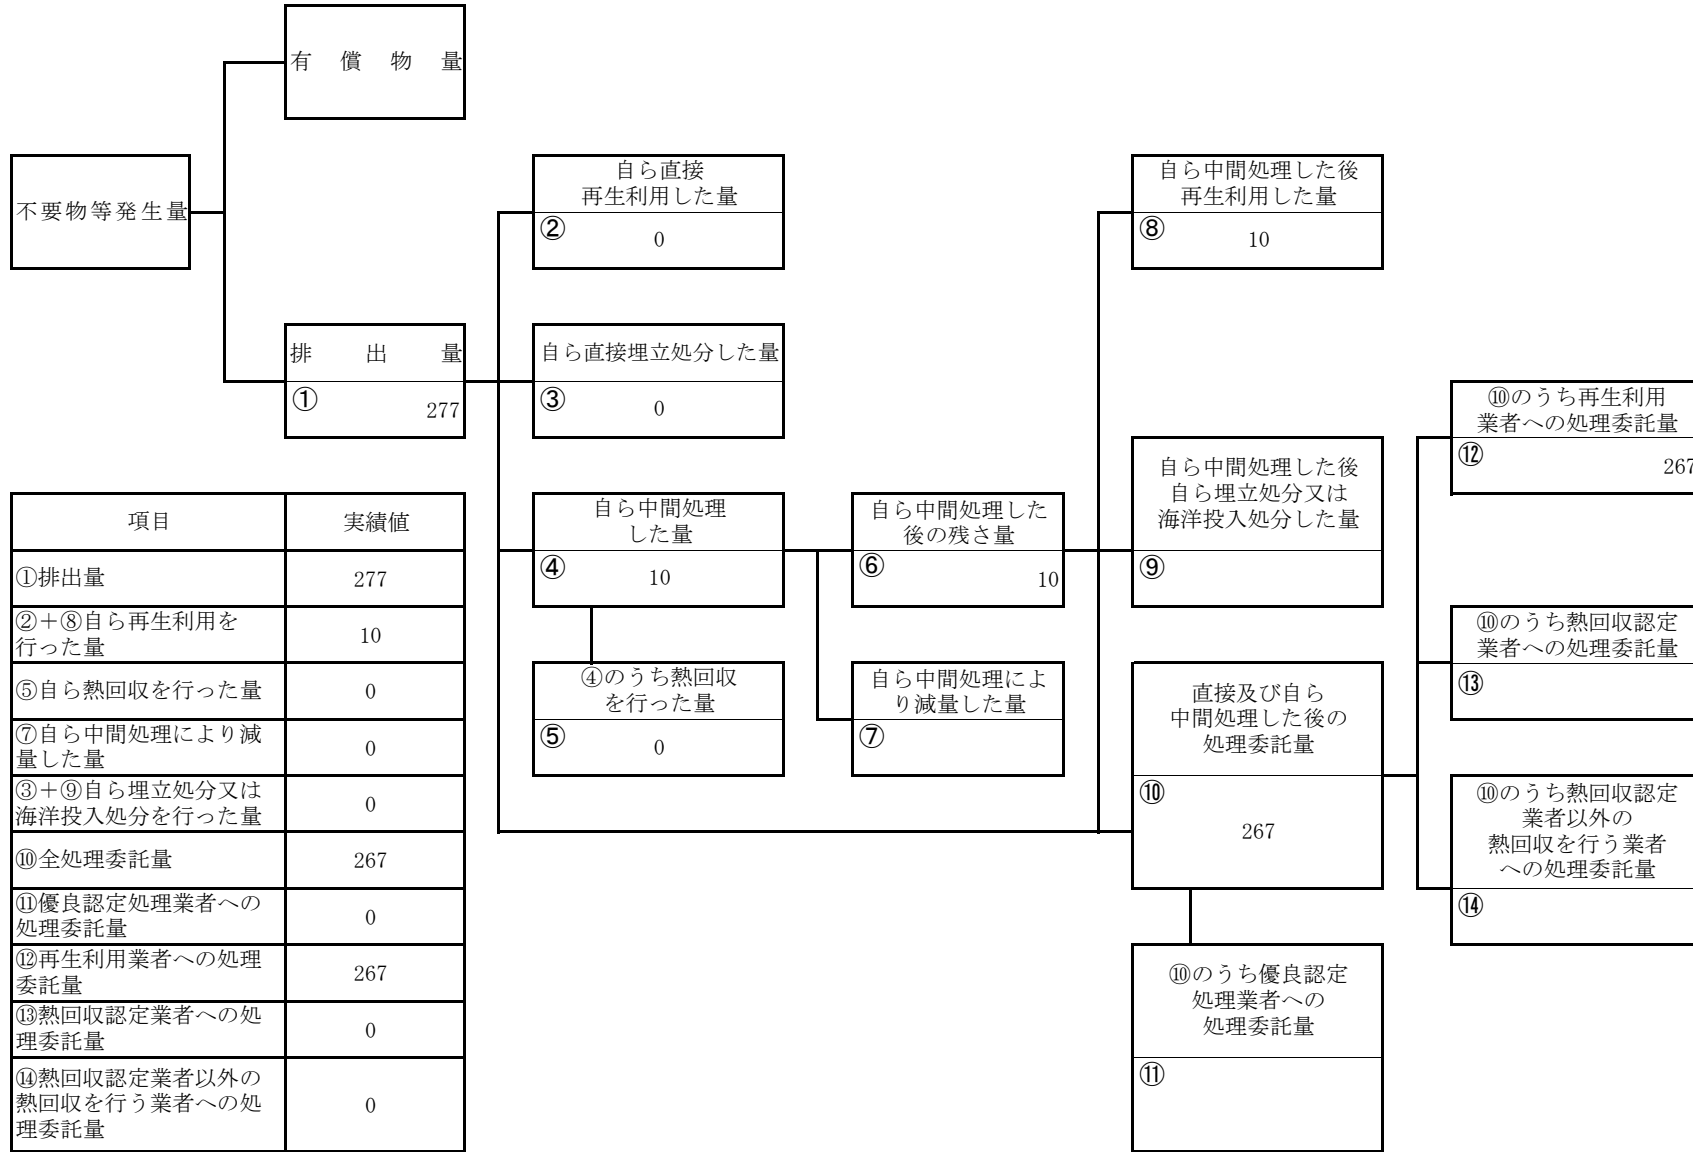 有償物量
不要物等発生量
排出量
①
277
自ら直接
再生利用した量
②
0
自ら直接埋立処分した量
③
0
自ら中間処理
した量
④
10
④のうち熱回収
を行った量
⑤
0
自ら中間処理した
後の残さ量
⑥
10
自ら中間処理によ
り減量した量
⑦
自ら中間処理した後
再生利用した量
⑧
10
自ら中間処理した後
自ら埋立処分又は
海洋投入処分した量
⑨
直接及び自ら
中間処理した後の
処理委託量
⑩
267
⑩のうち優良認定
処理業者への
処理委託量
⑪
⑩のうち再生利用
業者への処理委託量
⑫
267
⑩のうち熱回収認定
業者への処理委託量
⑬
⑩のうち熱回収認定
業者以外の
熱回収を行う業者
への処理委託量
⑭
項目 実績値
①排出量 277
②＋⑧自ら再生利用を
行った量 10
⑤自ら熱回収を行った量 0
⑦自ら中間処理により減
量した量 0
③＋⑨自ら埋立処分又は
海洋投入処分を行った量 0
⑩全処理委託量 267
⑪優良認定処理業者への
処理委託量 0
⑫再生利用業者への処理
委託量 267
⑬熱回収認定業者への処
理委託量 0
⑭熱回収認定業者以外の
熱回収を行う業者への処
理委託量 0